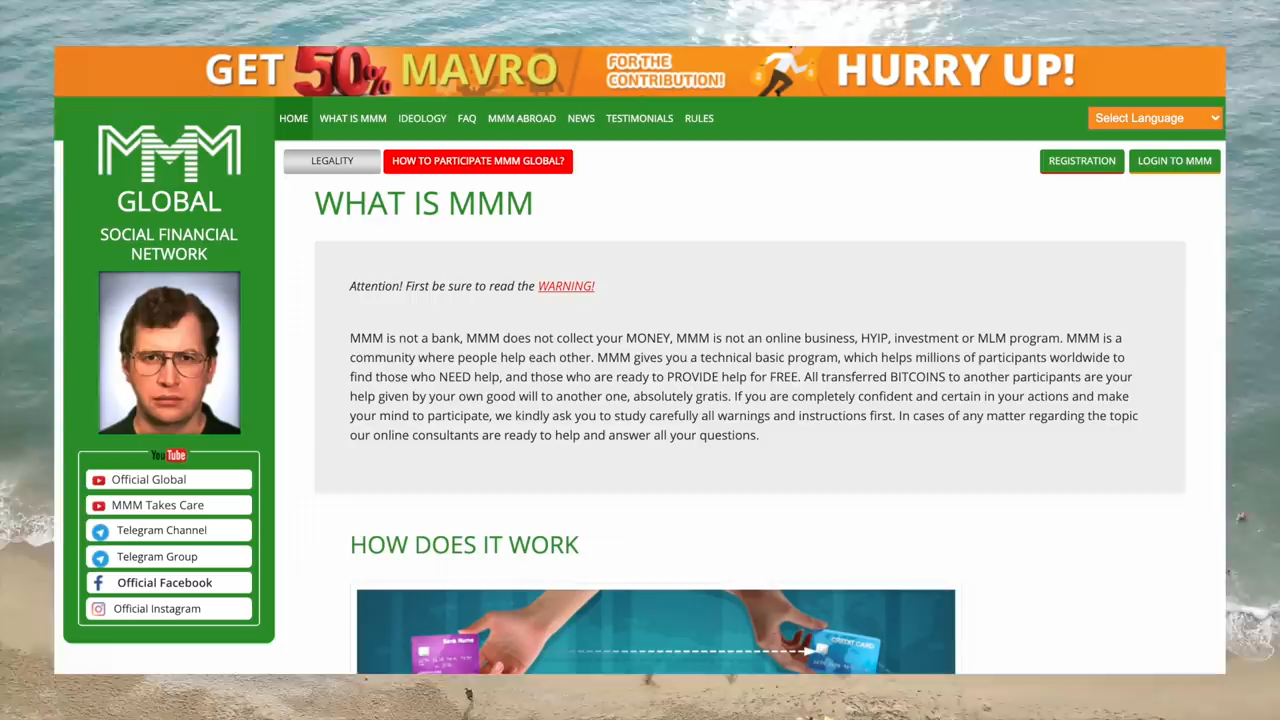 GET 50% MAVRO FOR THE CONTRIBUTION! HURRY UP!
HOME WHAT IS MMM IDEOLOGY FAQ MMM ABROAD NEWS TESTIMONIALS RULES Select Language
LEGALITY HOW TO PARTICIPATE MMM GLOBAL? REGISTRATION LOGIN TO MMM
MMM
GLOBAL
SOCIAL FINANCIAL
NETWORK
YouTube
Official Global
MMM Takes Care
Telegram Channel
Telegram Group
Official Facebook
Official Instagram
WHAT IS MMM
Attention! First be sure to read the WARNING!
MMM is not a bank, MMM does not collect your MONEY, MMM is not an online business, HYIP, investment or MLM program. MMM is a
community where people help each other. MMM gives you a technical basic program, which helps millions of participants worldwide to
find those who NEED help, and those who are ready to PROVIDE help for FREE. All transferred BITCOINS to another participants are your
help given by your own good will to another one, absolutely gratis. If you are completely confident and certain in your actions and make
your mind to participate, we kindly ask you to study carefully all warnings and instructions first. In cases of any matter regarding the topic
our online consultants are ready to help and answer all your questions.
HOW DOES IT WORK
Bank Name
CREDIT CARD